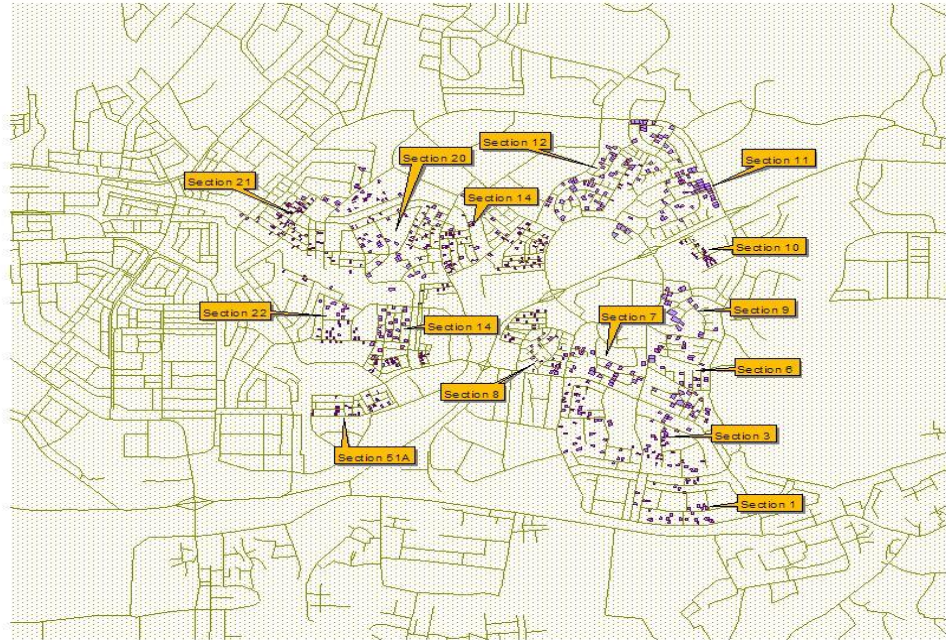 Section 12
Section 20
Section 11
Section 21
Section 14
Section 10
Section 9
Section 22
Section 7
Section 14
Section 6
Section 8
Section 3
Section 51A
Section 1